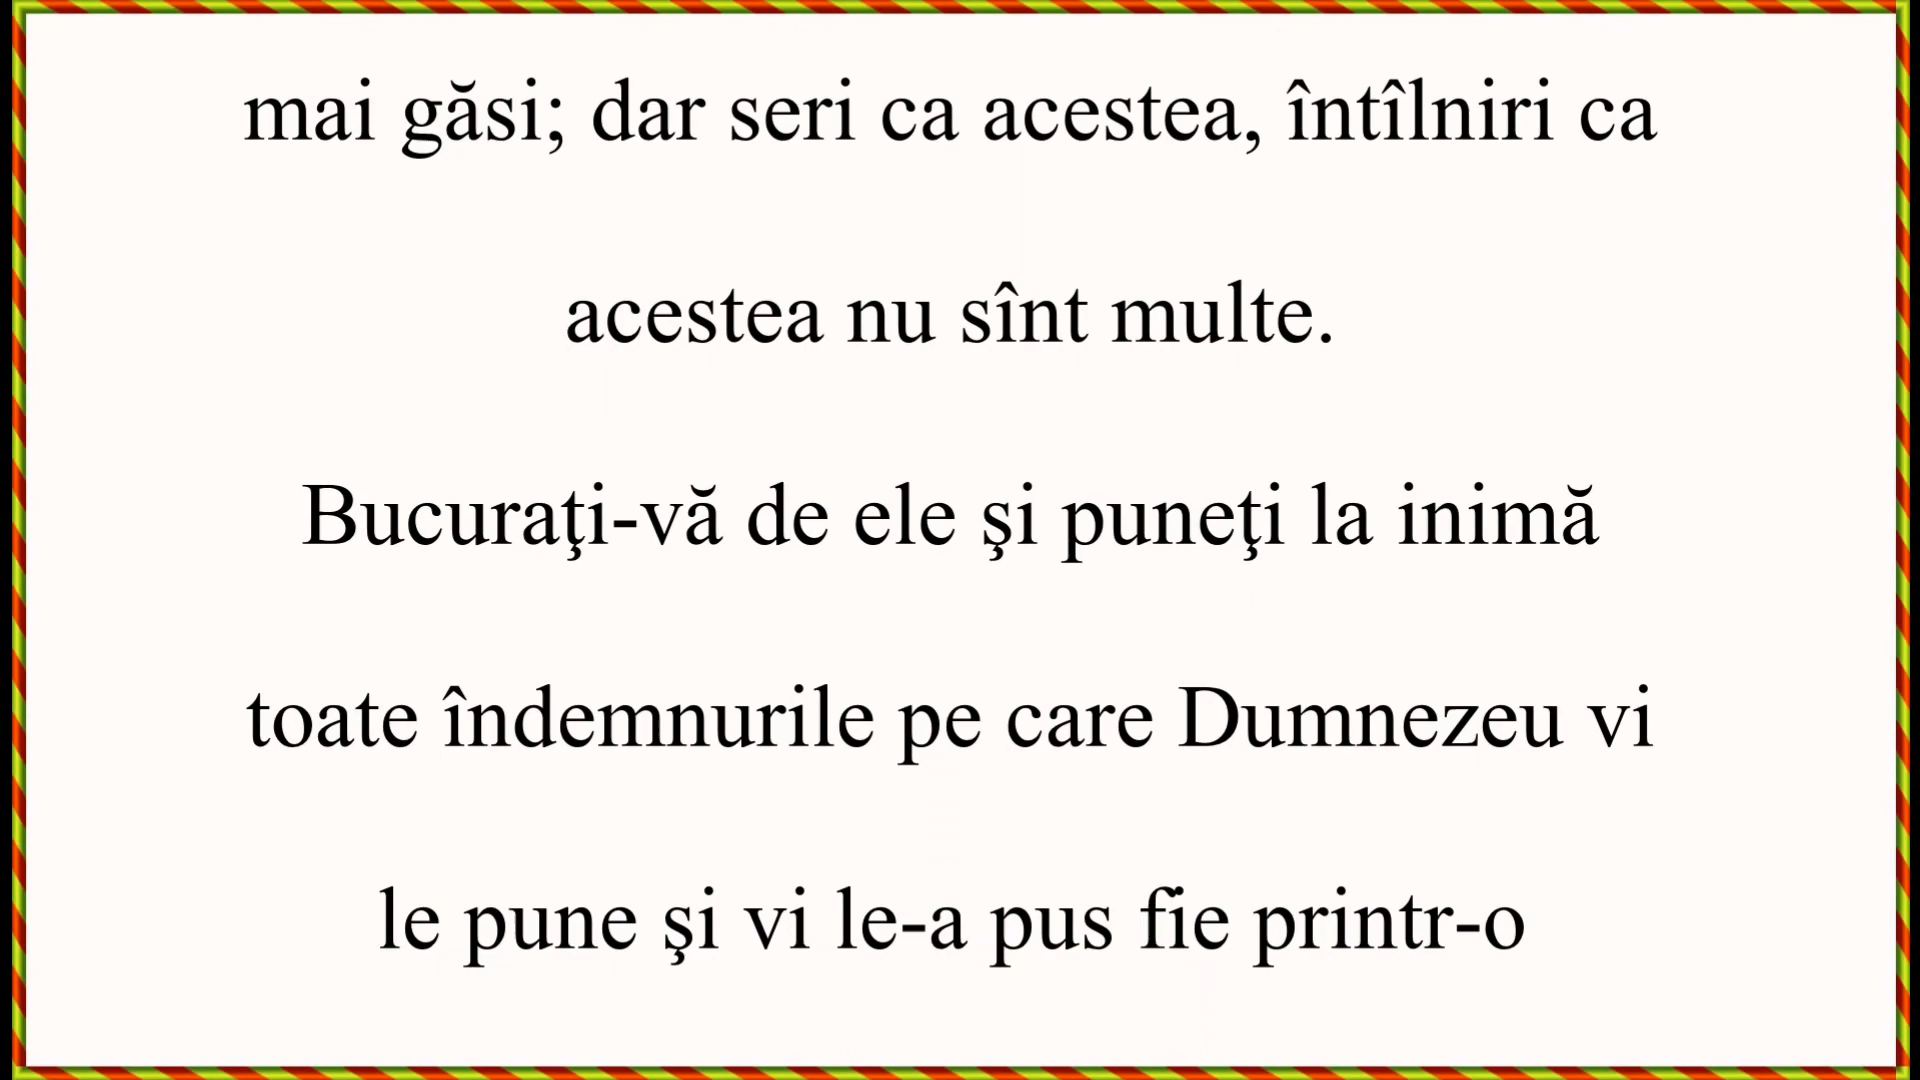 mai găsi; dar seri ca acestea, întîlniri ca
acestea nu sînt multe.
Bucuraţi-vă de ele şi puneţi la inimă
toate îndemnurile pe care Dumnezeu vi
le pune şi vi le-a pus fie printr-o